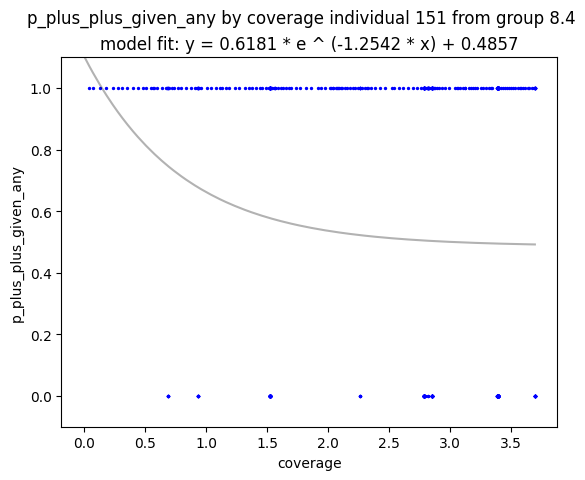 p_plus_plus_given_any by coverage individual 151 from group 8.4
model fit: y = 0.6181 * e ^ (-1.2542 * x) + 0.4857
1.0
0.8
0.6
0.4
0.2
0.0
p_plus_plus_given_any
0.0 0.5 1.0 1.5 2.0 2.5 3.0 3.5
coverage